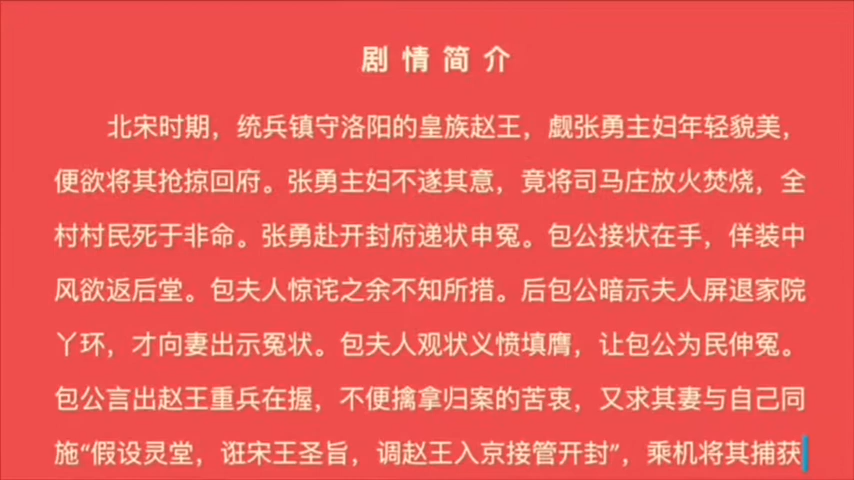 剧情简介
北宋时期，统兵镇守洛阳的皇族赵王，觑张勇主妇年轻貌美，
便欲将其抢掠回府。张勇主妇不遂其意，竟将司马庄放火焚烧，全
村村民死于非命。张勇赴开封府递状申冤。包公接状在手，佯装中
风欲返后堂。包夫人惊诧之余不知所措。后包公暗示夫人屏退家院
丫环，才向妻出示冤状。包夫人观状义愤填膺，让包公为民伸冤。
包公言出赵王重兵在握，不便擒拿归案的苦衷，又求其妻与自己同
施“假设灵堂，诳宋王圣旨，调赵王入京接管开封”，乘机将其捕获